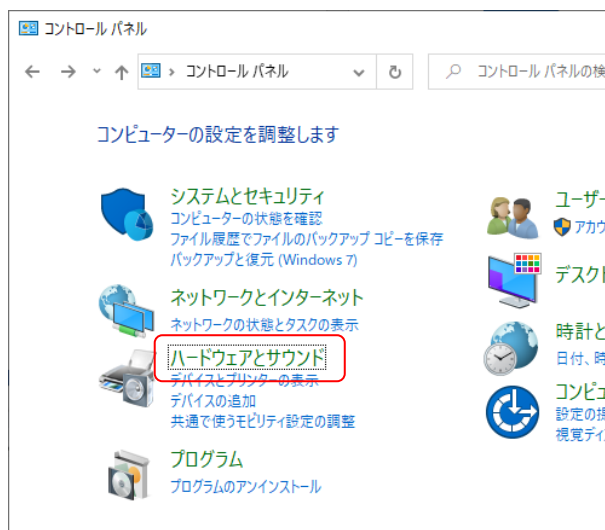 コントロール パネル
コントロール パネル
コントロール パネルの検
コンピューターの設定を調整します
システムとセキュリティ
コンピューターの状態を確認
ファイル履歴でファイルのバックアップ コピーを保存
バックアップと復元 (Windows 7)
ネットワークとインターネット
ネットワークの状態とタスクの表示
ハードウェアとサウンド
デバイスとプリンターの表示
デバイスの追加
共通で使うモビリティ設定の調整
プログラム
プログラムのアンインストール
ユーザー
アカウ
デスクト
時計と
日付、時
コンピュ
設定の提
視覚ディ